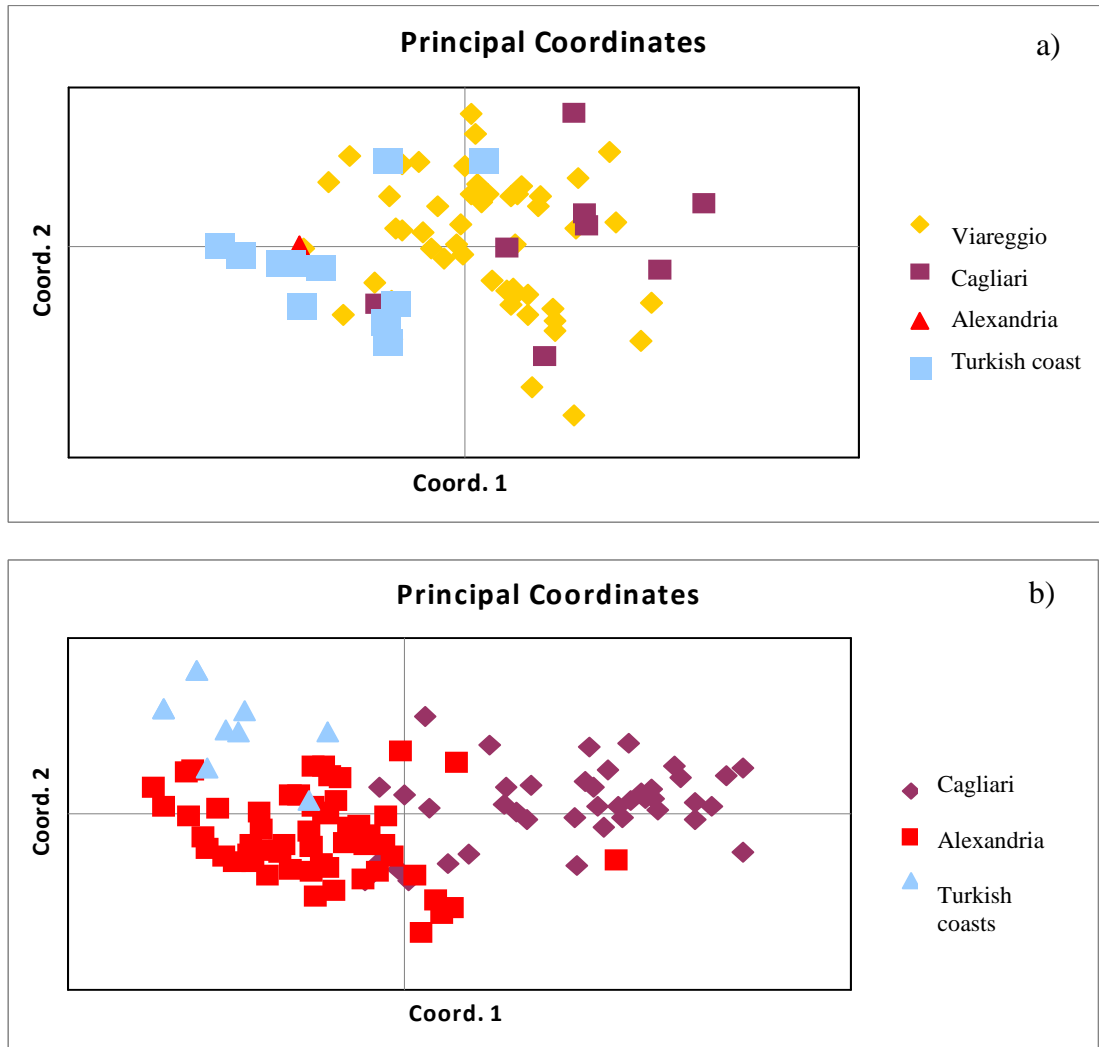 Principal Coordinates
a)
Coord. 2
Coord. 1
Viareggio
Cagliari
Alexandria
Turkish coast
Principal Coordinates
b)
Coord. 2
Coord. 1
Cagliari
Alexandria
Turkish
coasts